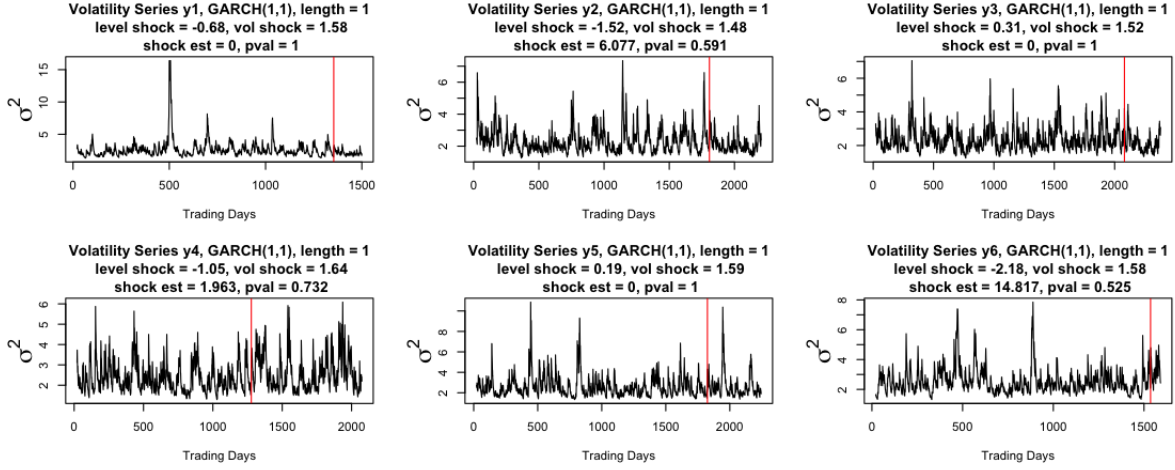 Volatility Series y1, GARCH(1,1), length = 1
level shock = -0.68, vol shock = 1.58
shock est = 0, pval = 1
σ²
15
10
5
0
500
1000
1500
Trading Days
Volatility Series y2, GARCH(1,1), length = 1
level shock = -1.52, vol shock = 1.48
shock est = 6.077, pval = 0.591
σ²
6
4
2
0
500
1000
1500
2000
Trading Days
Volatility Series y3, GARCH(1,1), length = 1
level shock = 0.31, vol shock = 1.52
shock est = 0, pval = 1
σ²
6
4
2
0
500
1000
1500
2000
Trading Days
Volatility Series y4, GARCH(1,1), length = 1
level shock = -1.05, vol shock = 1.64
shock est = 1.963, pval = 0.732
σ²
6
5
4
3
2
0
500
1000
1500
2000
Trading Days
Volatility Series y5, GARCH(1,1), length = 1
level shock = 0.19, vol shock = 1.59
shock est = 0, pval = 1
σ²
8
6
4
2
0
500
1000
1500
2000
Trading Days
Volatility Series y6, GARCH(1,1), length = 1
level shock = -2.18, vol shock = 1.58
shock est = 14.817, pval = 0.525
σ²
8
6
4
2
0
500
1000
1500
Trading Days